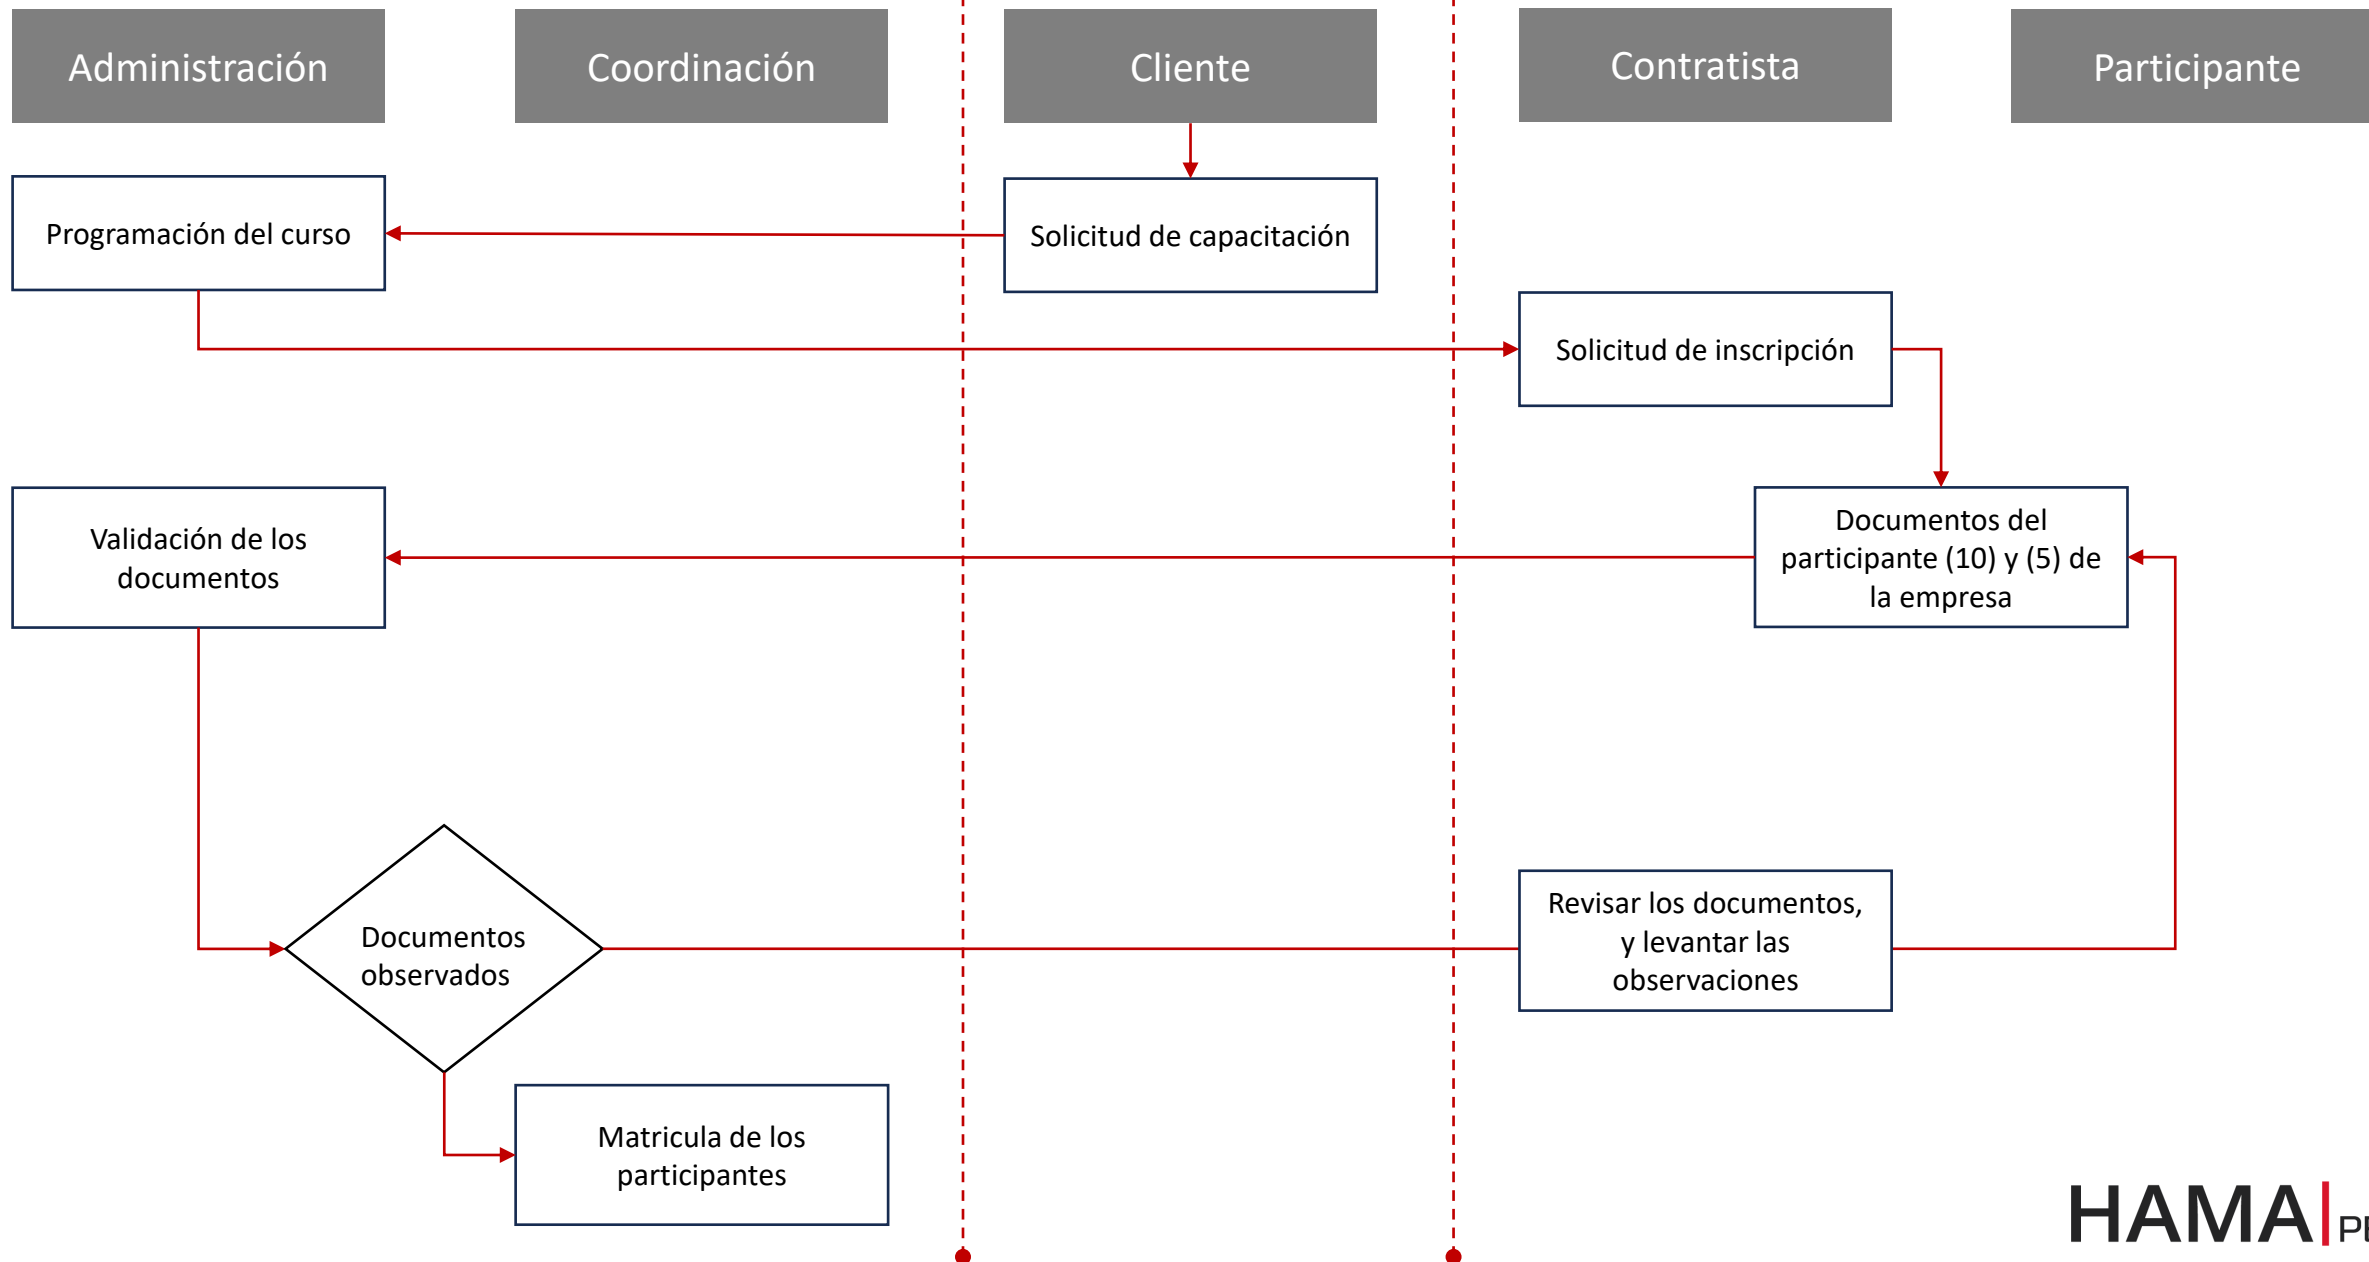 Administración
Coordinación
Cliente
Contratista
Participante
Programación del curso
Solicitud de capacitación
Solicitud de inscripción
Validación de los
documentos
Documentos del
participante (10) y (5) de
la empresa
Documentos
observados
Revisar los documentos,
y levantar las
observaciones
Matricula de los
participantes
HAMA